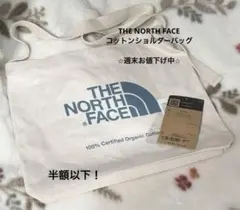 THE NORTH FACE
コットンショルダーバッグ
☆週末お値下げ中☆
THE
NORTH
FACE
100% Certified Organic Cotton
半額以下！